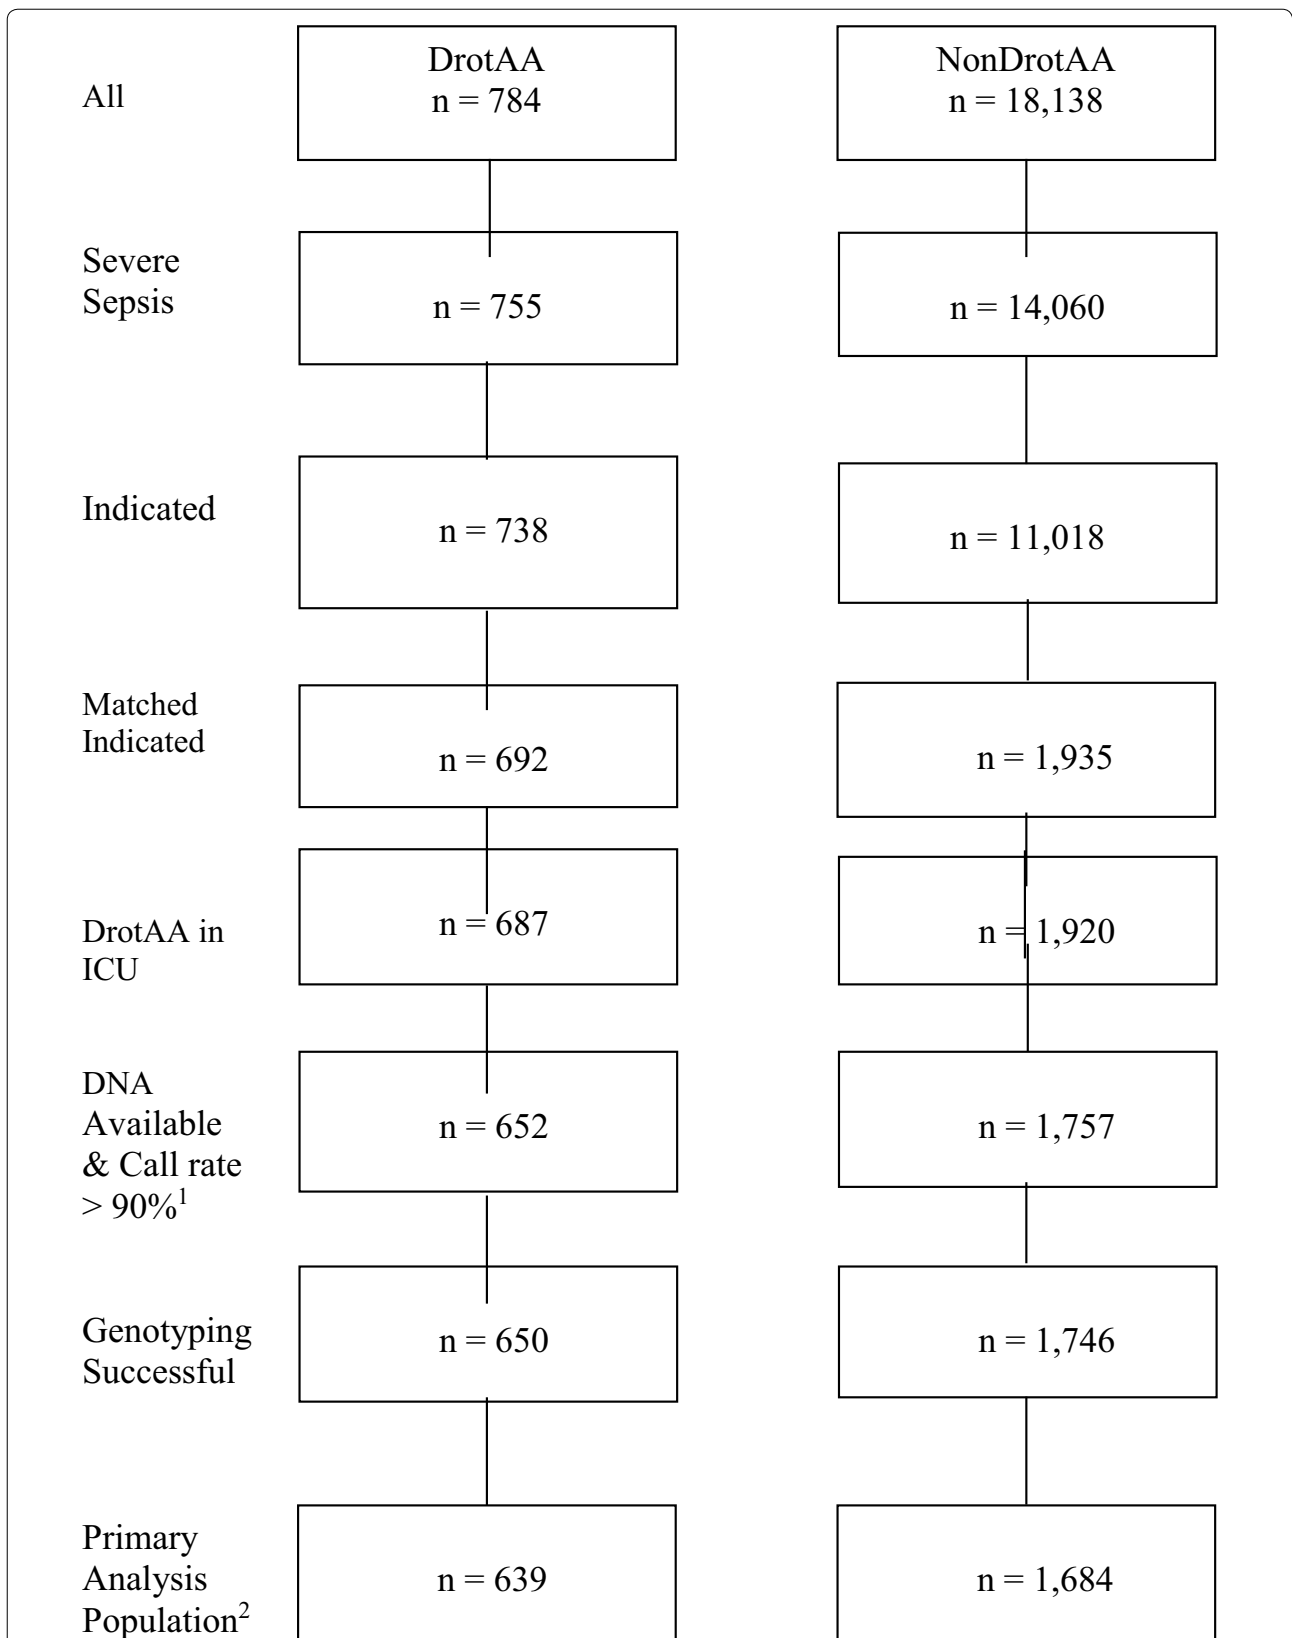 DrotAA
NonDrotAA
All
n = 784
n = 18,138
Severe
Sepsis
n = 755
n = 14,060
Indicated
n = 738
n = 11,018
Matched
Indicated
n = 692
n = 1,935
DrotAA in
ICU
n = 687
n = 1,920
DNA
Available
& Call rate
> 90%¹
n = 652
n = 1,757
Genotyping
Successful
n = 650
n = 1,746
Primary
Analysis
Population²
n = 639
n = 1,684